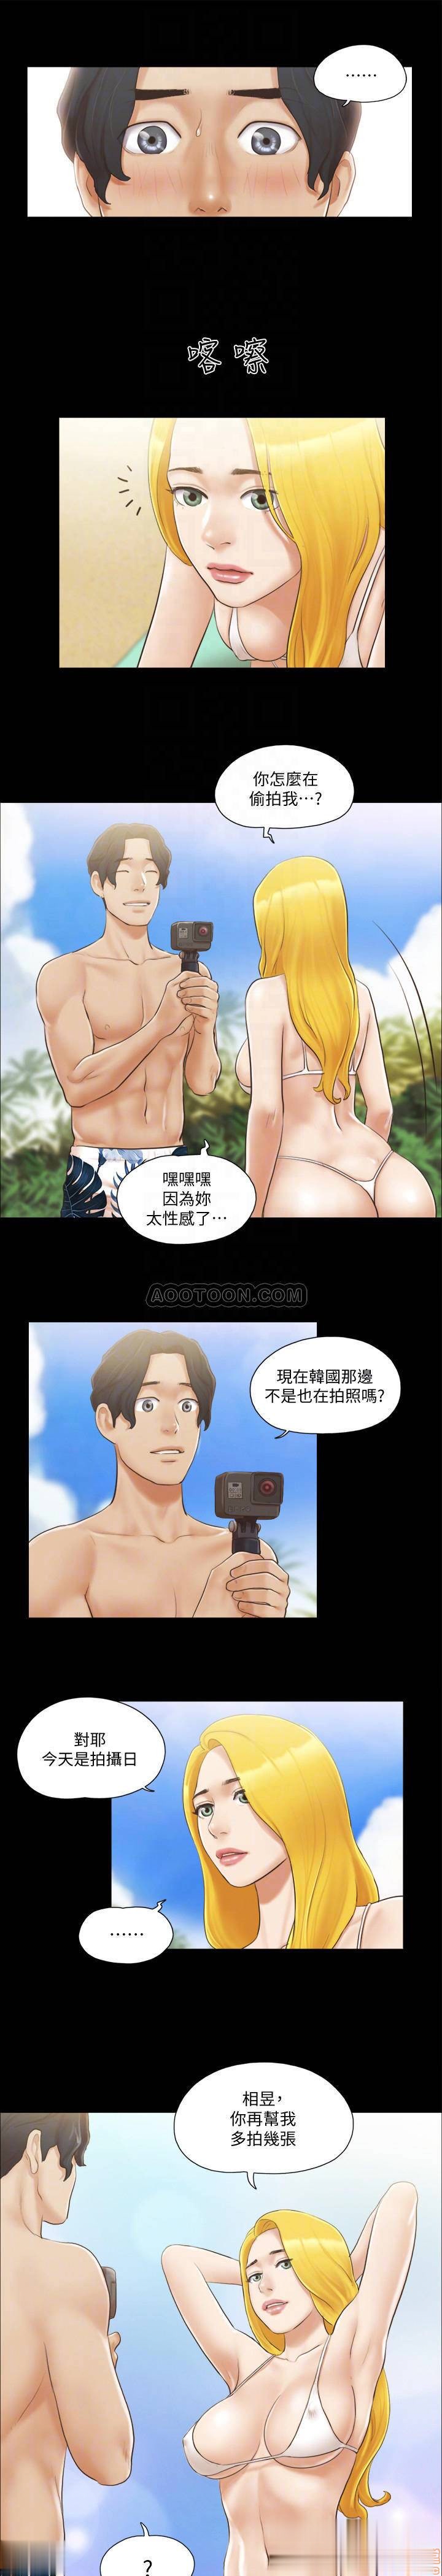 ……
喀嚓
你怎麼在
偷拍我…?
嘿嘿嘿
因為妳
太性感了…
AOOTOON.COM
現在韓國那邊
不是也在拍照嗎?
對耶
今天是拍攝日
……
相昱,
你再幫我
多拍幾張
?